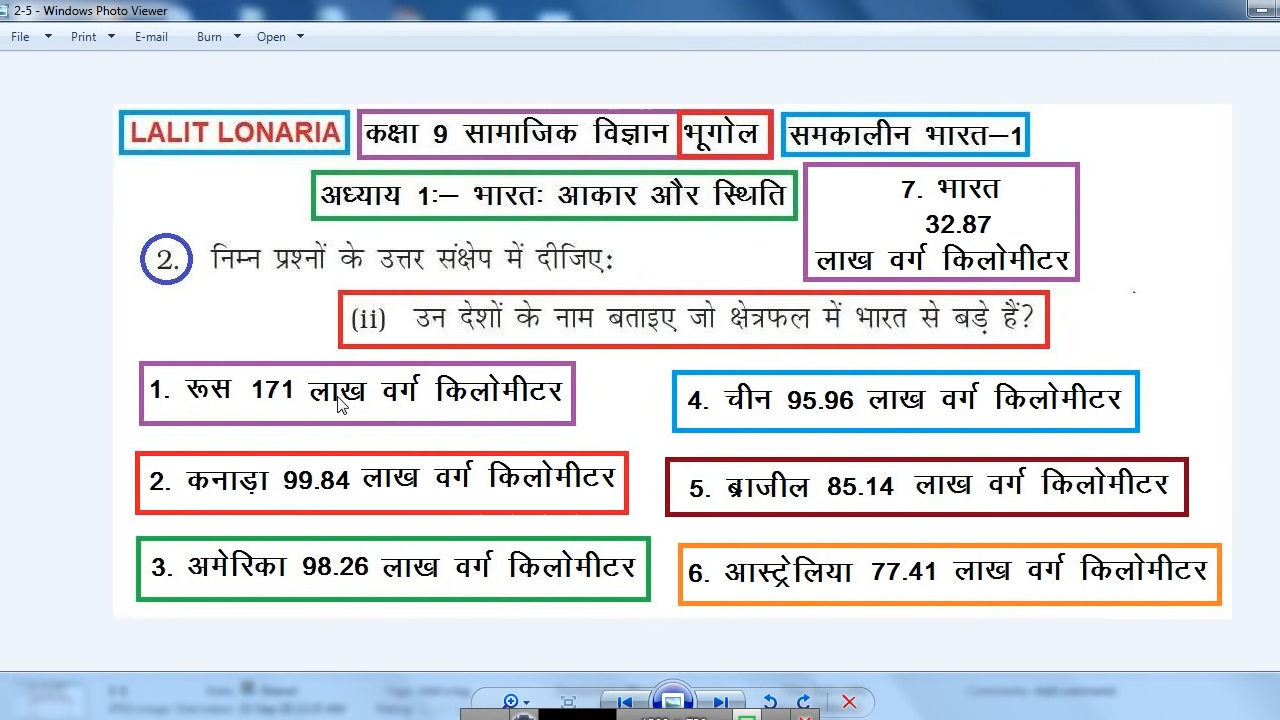 2-5 - Windows Photo Viewer
File Print E-mail Burn Open
LALIT LONARIA कक्षा 9 सामाजिक विज्ञान भूगोल समकालीन भारत–1
अध्याय 1:– भारतः आकार और स्थिति
7. भारत
32.87
लाख वर्ग किलोमीटर
2. निम्न प्रश्नों के उत्तर संक्षेप में दीजिए:
(ii) उन देशों के नाम बताइए जो क्षेत्रफल में भारत से बड़े हैं?
1. रूस 171 लाख वर्ग किलोमीटर
2. कनाड़ा 99.84 लाख वर्ग किलोमीटर
3. अमेरिका 98.26 लाख वर्ग किलोमीटर
4. चीन 95.96 लाख वर्ग किलोमीटर
5. ब्राजील 85.14 लाख वर्ग किलोमीटर
6. आस्ट्रेलिया 77.41 लाख वर्ग किलोमीटर